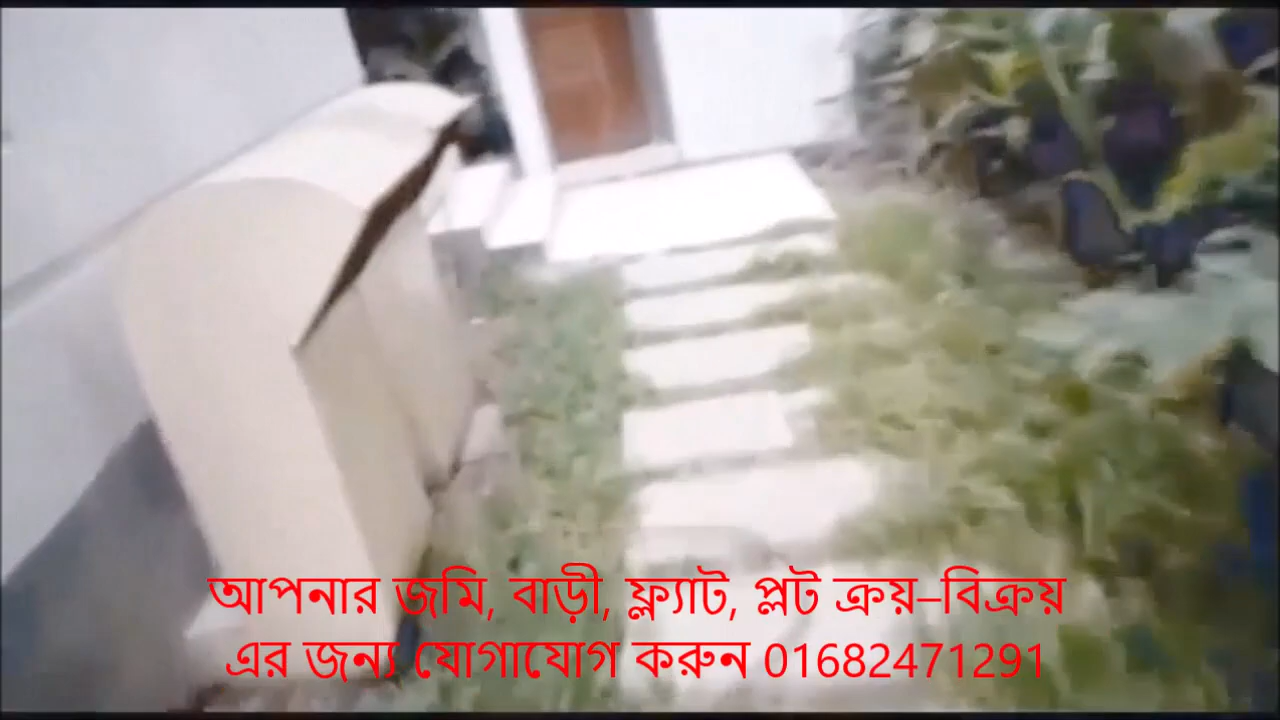 আপনার জমি, বাড়ী, ফ্ল্যাট, প্লট ক্রয়–বিক্রয়
এর জন্য যোগাযোগ করুন 01682471291